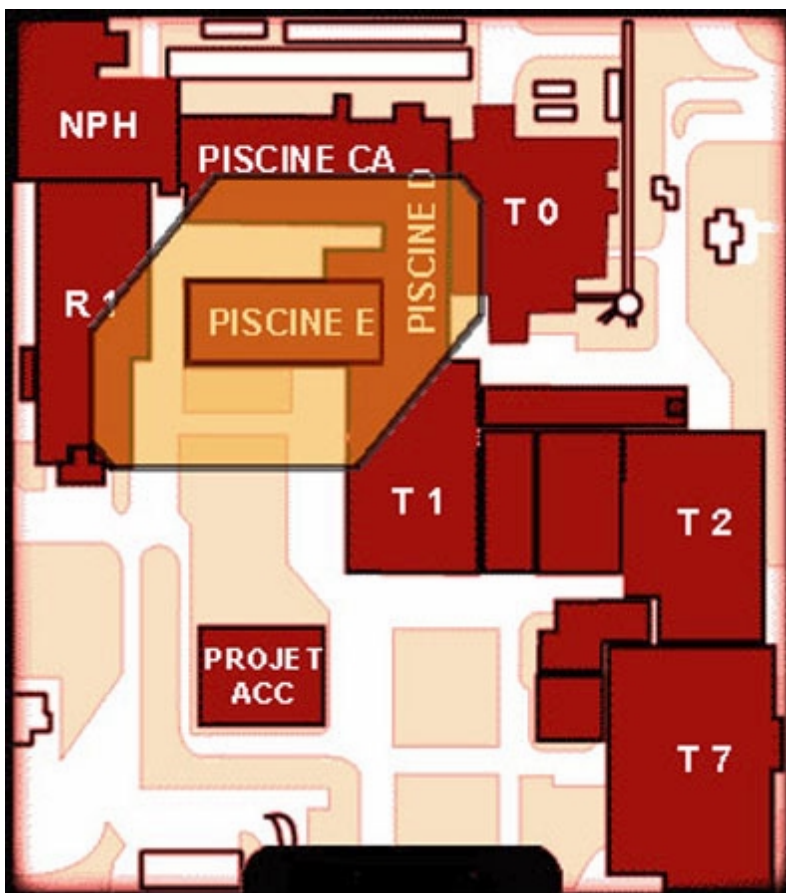 NPH
PISCINE CA
PISCINE D
T 0
R 1
PISCINE E
T 1
T 2
PROJET
ACC
T 7